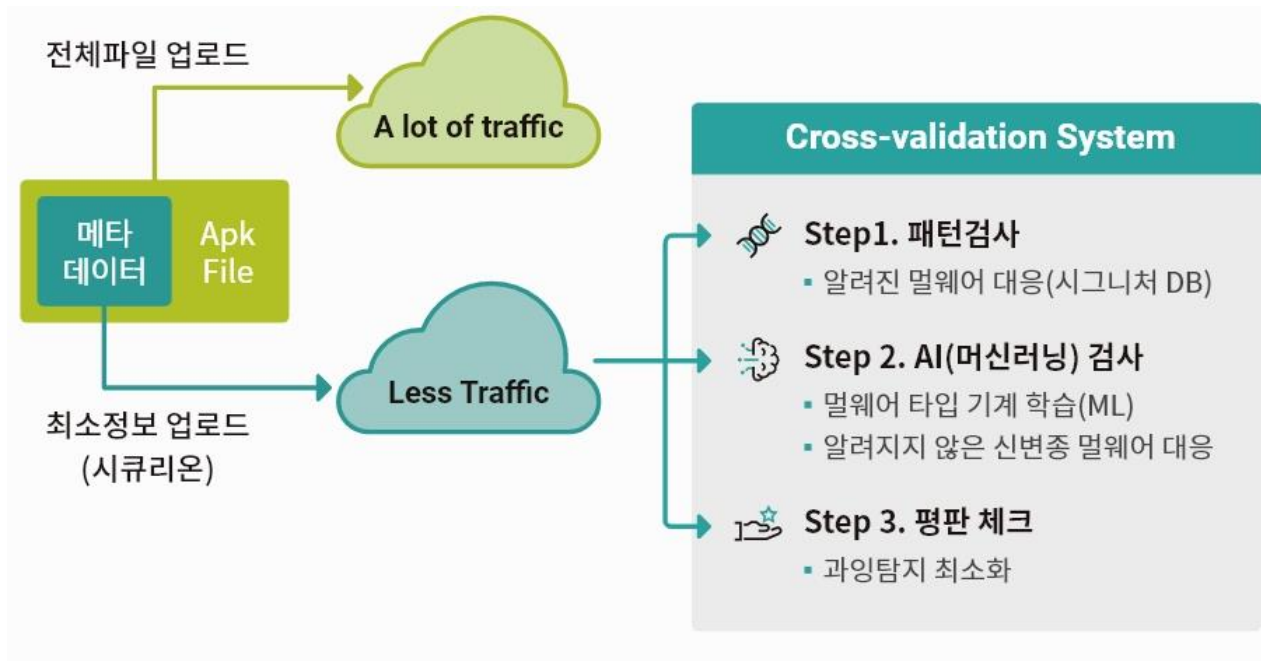 전체파일 업로드
A lot of traffic
메타
데이터
Apk
File
Less Traffic
최소정보 업로드
(시큐리온)
Cross-validation System
Step1. 패턴검사
▪ 알려진 멀웨어 대응(시그니처 DB)
Step 2. AI(머신러닝) 검사
▪ 멀웨어 타입 기계 학습(ML)
▪ 알려지지 않은 신변종 멀웨어 대응
Step 3. 평판 체크
▪ 과잉탐지 최소화